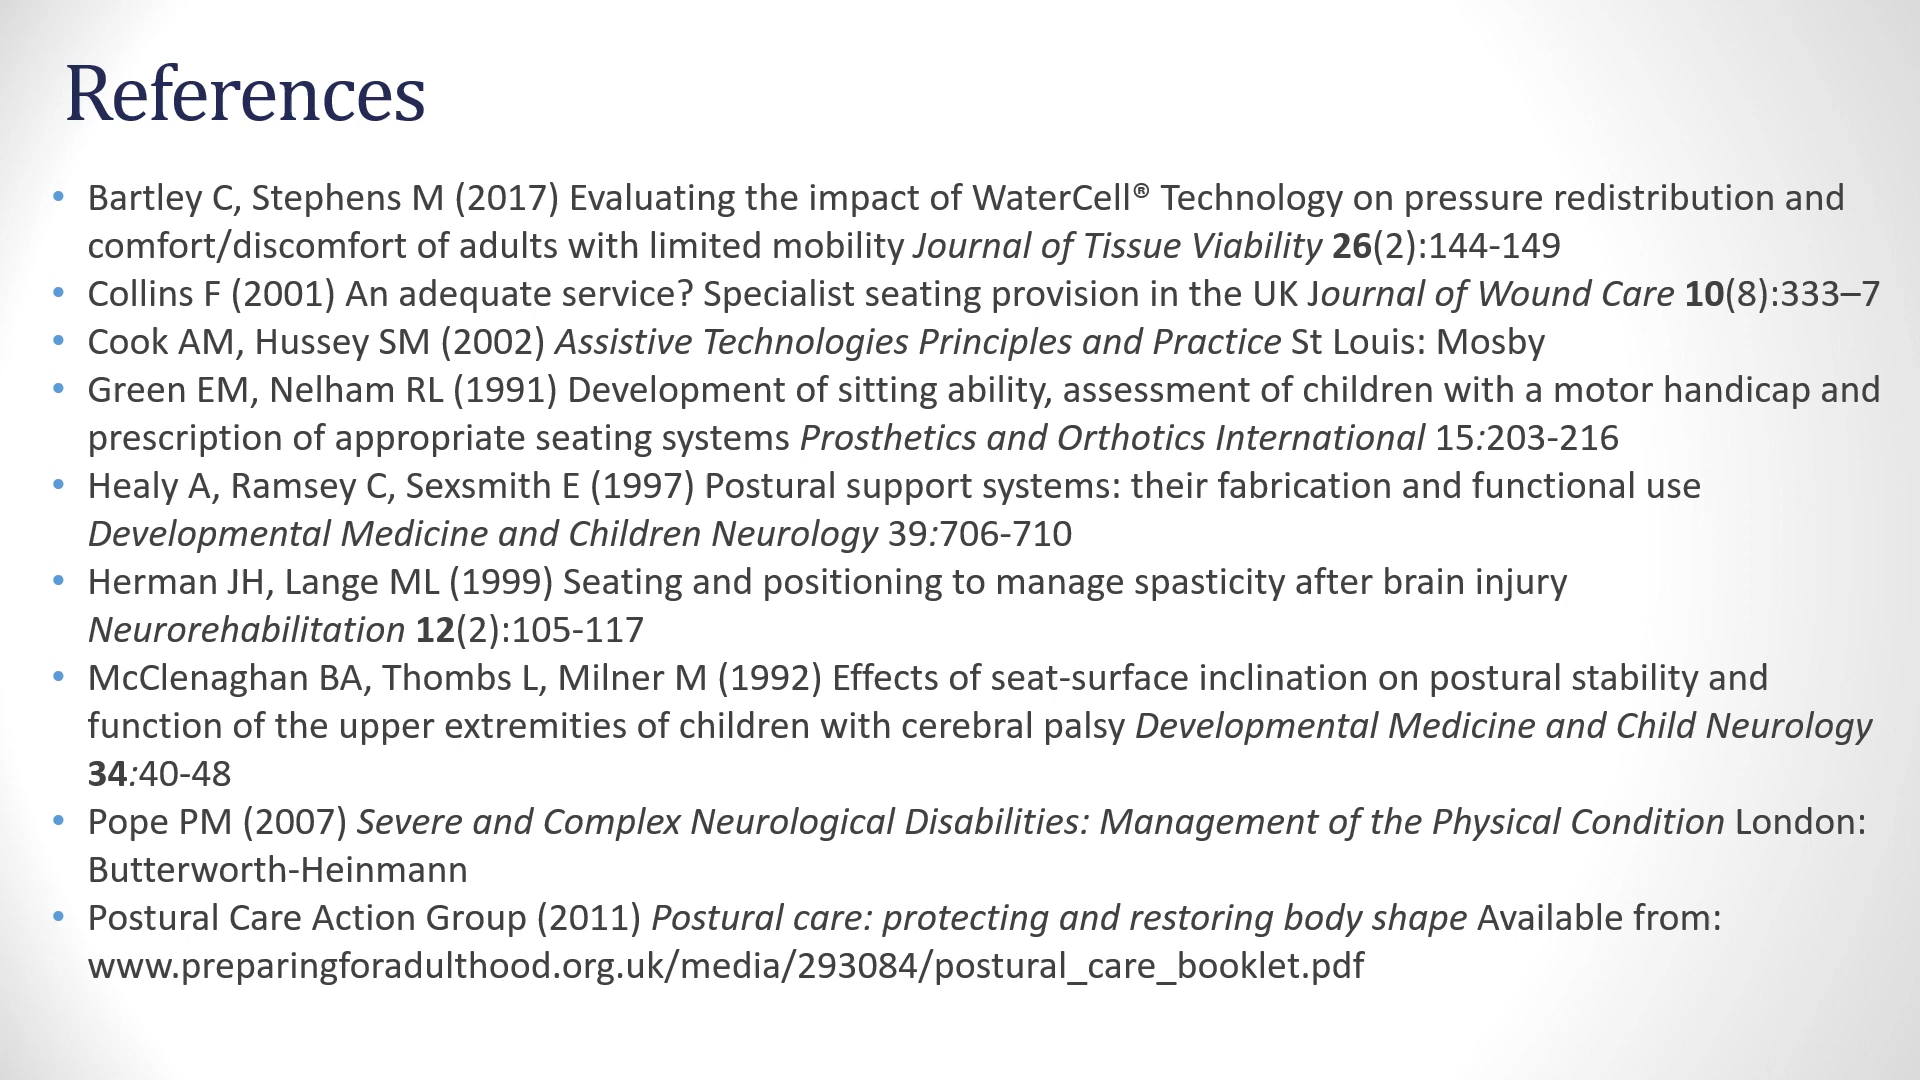 References
• Bartley C, Stephens M (2017) Evaluating the impact of WaterCell® Technology on pressure redistribution and
comfort/discomfort of adults with limited mobility Journal of Tissue Viability 26(2):144-149
• Collins F (2001) An adequate service? Specialist seating provision in the UK Journal of Wound Care 10(8):333–7
• Cook AM, Hussey SM (2002) Assistive Technologies Principles and Practice St Louis: Mosby
• Green EM, Nelham RL (1991) Development of sitting ability, assessment of children with a motor handicap and
prescription of appropriate seating systems Prosthetics and Orthotics International 15:203-216
• Healy A, Ramsey C, Sexsmith E (1997) Postural support systems: their fabrication and functional use
Developmental Medicine and Children Neurology 39:706-710
• Herman JH, Lange ML (1999) Seating and positioning to manage spasticity after brain injury
Neurorehabilitation 12(2):105-117
• McClenaghan BA, Thombs L, Milner M (1992) Effects of seat-surface inclination on postural stability and
function of the upper extremities of children with cerebral palsy Developmental Medicine and Child Neurology
34:40-48
• Pope PM (2007) Severe and Complex Neurological Disabilities: Management of the Physical Condition London:
Butterworth-Heinmann
• Postural Care Action Group (2011) Postural care: protecting and restoring body shape Available from:
www.preparingforadulthood.org.uk/media/293084/postural_care_booklet.pdf